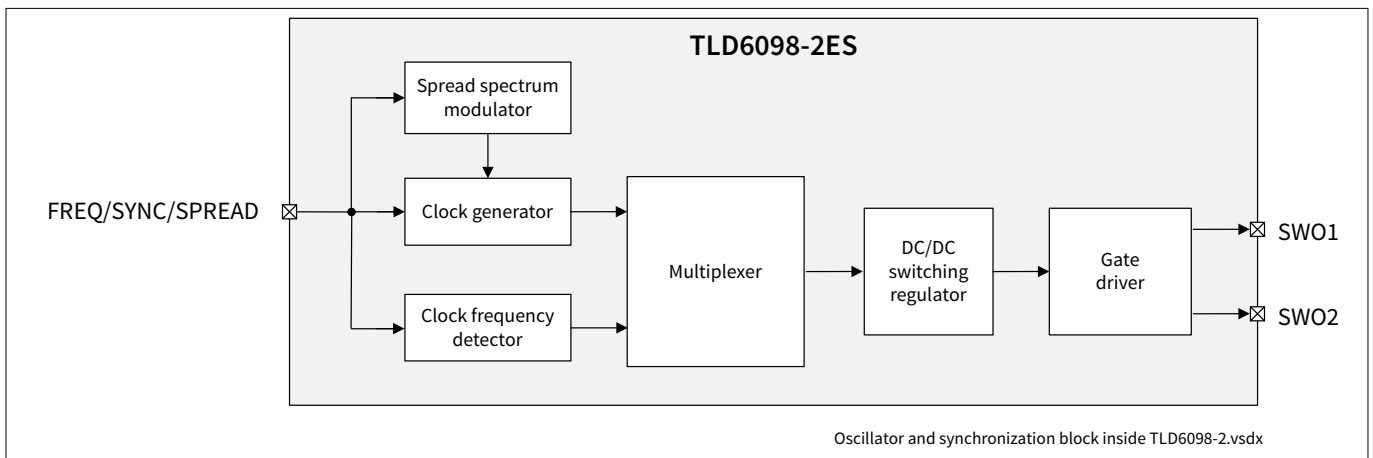 TLD6098-2ES
Spread spectrum
modulator
FREQ/SYNC/SPREAD
Clock generator
Clock frequency
detector
Multiplexer
DC/DC
switching
regulator
Gate
driver
SWO1
SWO2
Oscillator and synchronization block inside TLD6098-2.vsdx